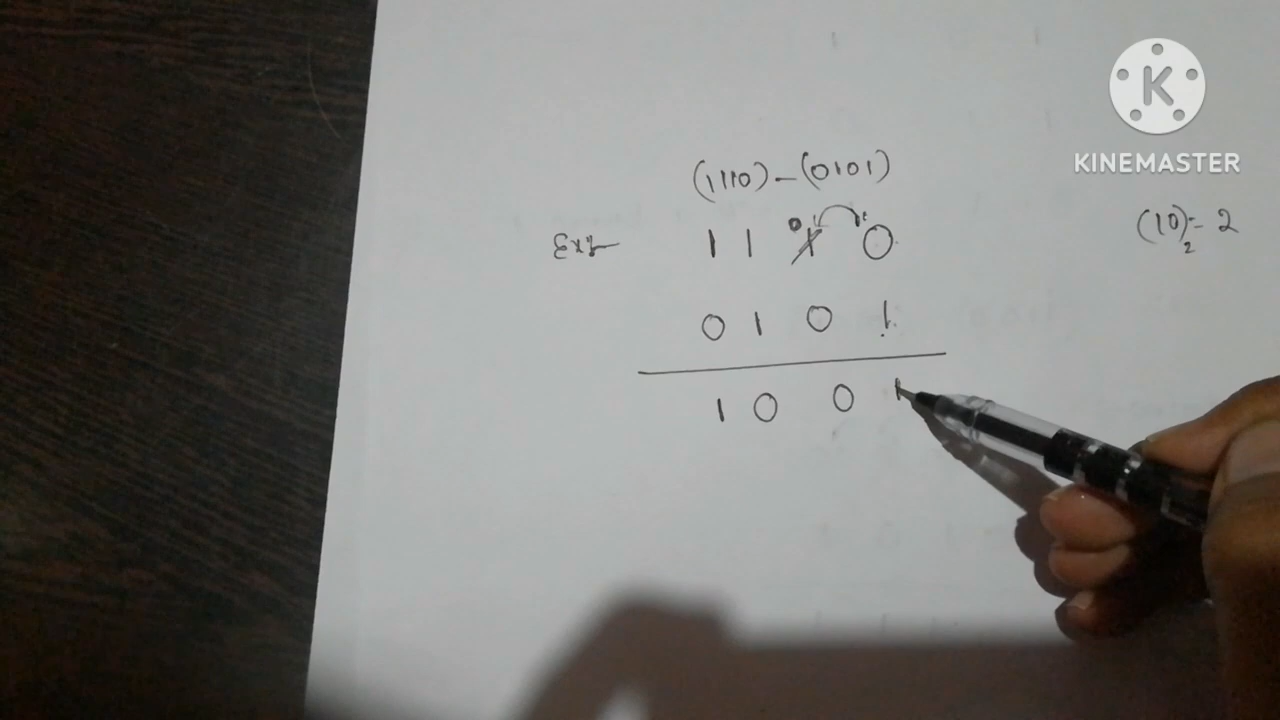 (1110) - (0101)
Ex:- 1 1 1 0
0
(10)₂ = 2
0 1 0 1
1 0 0 1
KINEMASTER